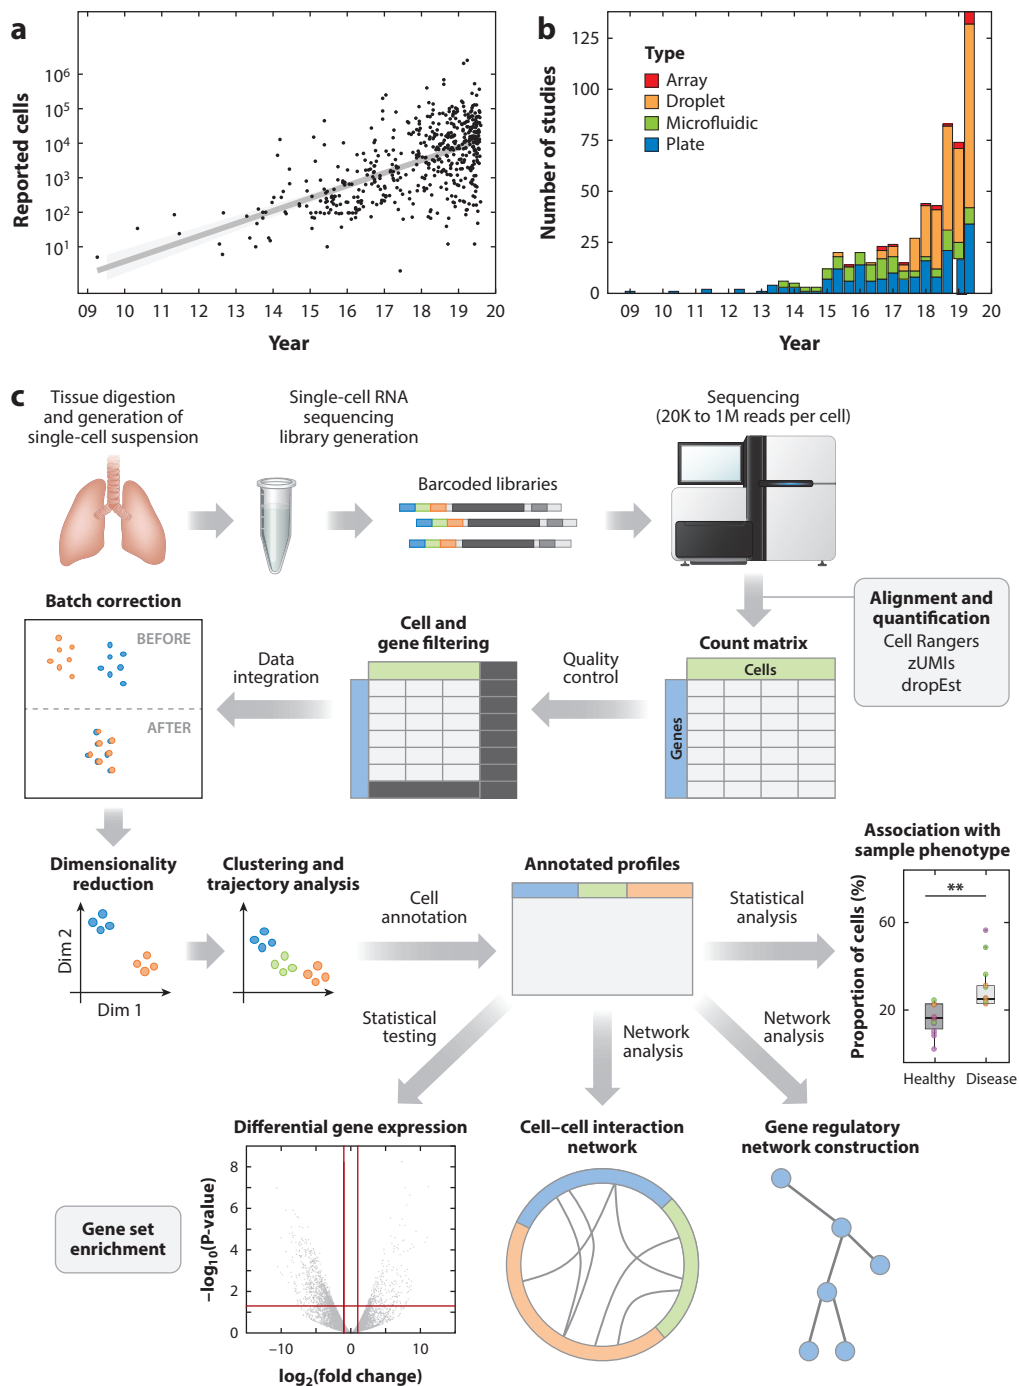 a
Reported cells
10⁶
10⁵
10⁴
10³
10²
10¹
09 10 11 12 13 14 15 16 17 18 19 20
Year
b
Number of studies
125
100
75
50
25
0
Type
Array
Droplet
Microfluidic
Plate
09 10 11 12 13 14 15 16 17 18 19 20
Year
c
Tissue digestion
and generation of
single-cell suspension
Single-cell RNA
sequencing
library generation
Barcoded libraries
Sequencing
(20K to 1M reads per cell)
Alignment and
quantification
Cell Rangers
zUMIs
dropEst
Count matrix
Cells
Genes
Quality
control
Cell and
gene filtering
Data
integration
Batch correction
BEFORE
AFTER
Dimensionality
reduction
Dim 2
Dim 1
Clustering and
trajectory analysis
Cell
annotation
Annotated profiles
Statistical
analysis
Association with
sample phenotype
Proportion of cells (%)
60
20
**
Healthy Disease
Statistical
testing
Network
analysis
Network
analysis
Differential gene expression
–log₁₀(P-value)
8
6
4
2
0
–10 0 10
log₂(fold change)
Gene set
enrichment
Cell–cell interaction
network
Gene regulatory
network construction